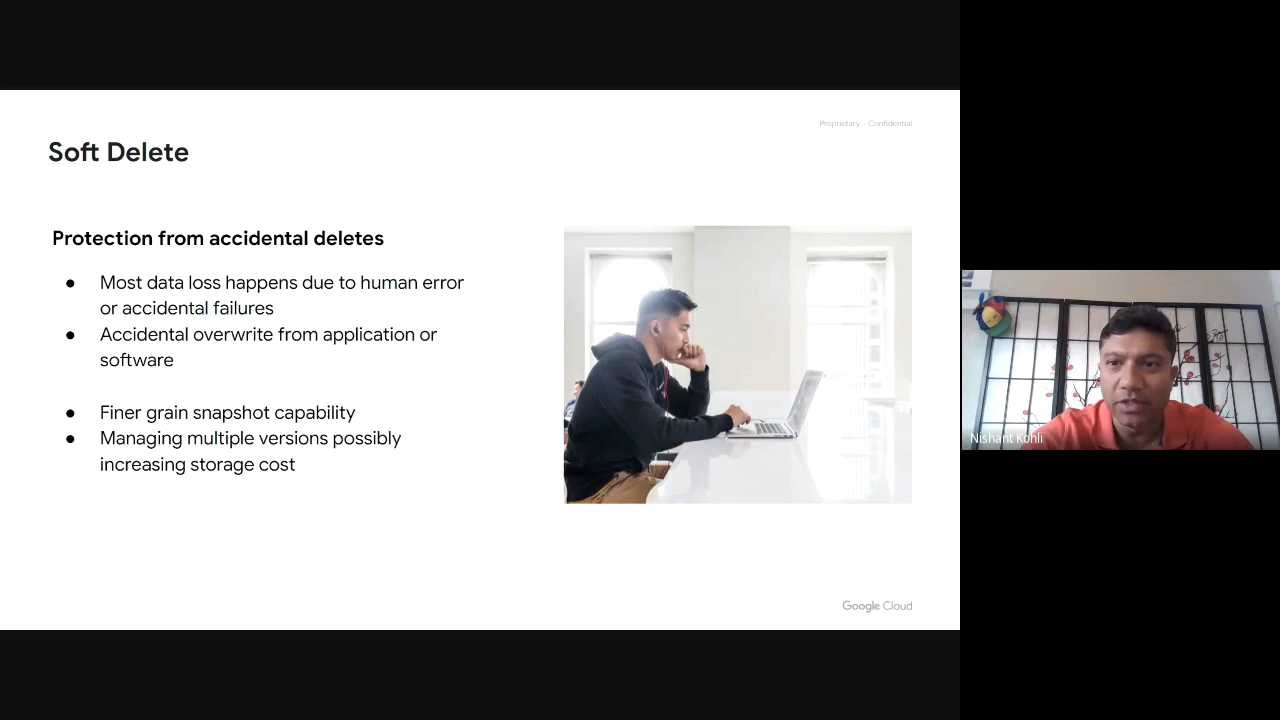 Proprietary - Confidential
Soft Delete
Protection from accidental deletes
● Most data loss happens due to human error
or accidental failures
● Accidental overwrite from application or
software
● Finer grain snapshot capability
● Managing multiple versions possibly
increasing storage cost
Google Cloud
Nishant Kohli